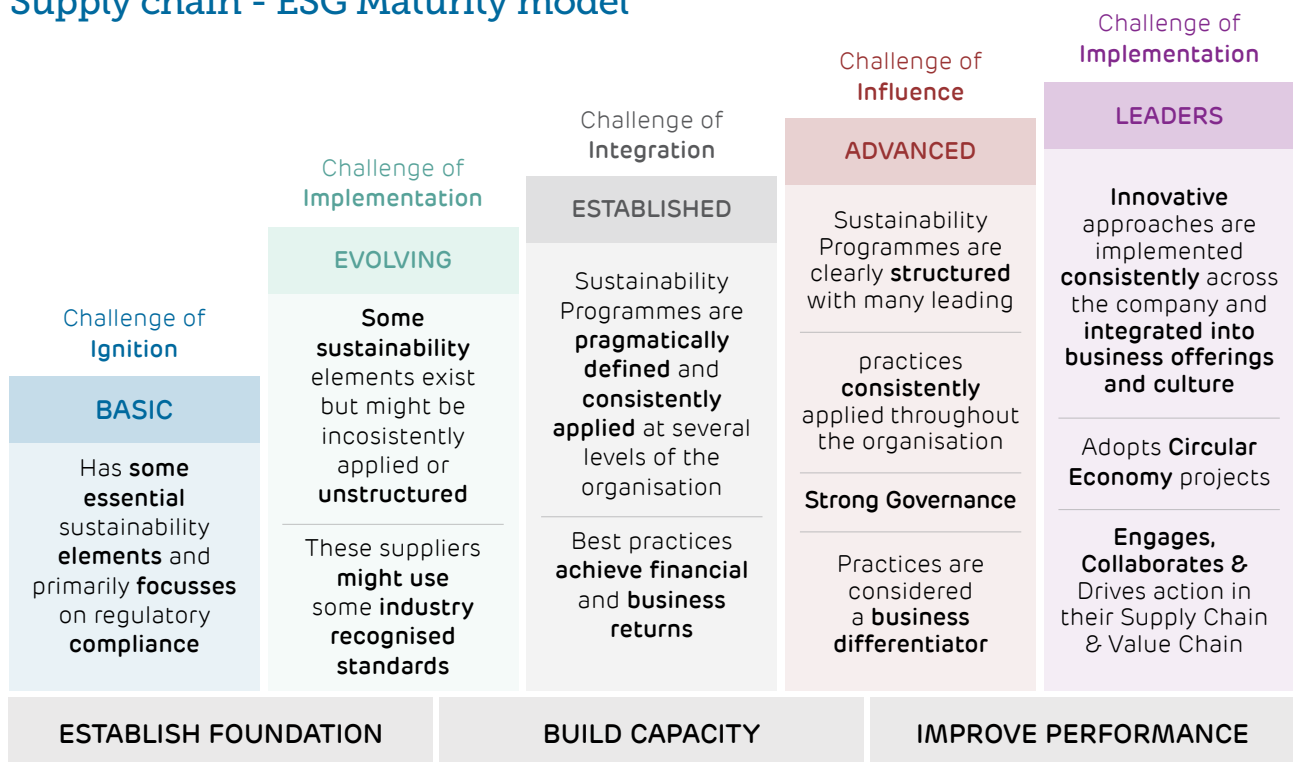 Supply chain - ESG Maturity model
Challenge of
Ignition
BASIC
Has some
essential
sustainability
elements and
primarily focusses
on regulatory
compliance
Challenge of
Implementation
EVOLVING
Some
sustainability
elements exist
but might be
incosistently
applied or
unstructured
These suppliers
might use
some industry
recognised
standards
Challenge of
Integration
ESTABLISHED
Sustainability
Programmes are
pragmatically
defined and
consistently
applied at several
levels of the
organisation
Best practices
achieve financial
and business
returns
Challenge of
Influence
ADVANCED
Sustainability
Programmes are
clearly structured
with many leading
practices
consistently
applied throughout
the organisation
Strong Governance
Practices are
considered
a business
differentiator
Challenge of
Implementation
LEADERS
Innovative
approaches are
implemented
consistently across
the company and
integrated into
business offerings
and culture
Adopts Circular
Economy projects
Engages,
Collaborates &
Drives action in
their Supply Chain
& Value Chain
ESTABLISH FOUNDATION
BUILD CAPACITY
IMPROVE PERFORMANCE